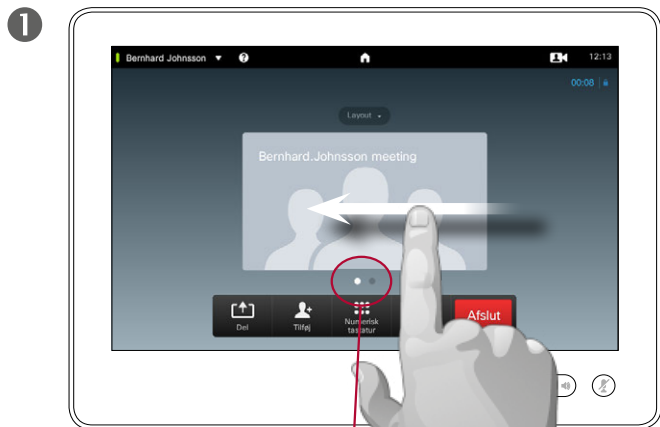 1
Bernhard Johnsson
?
12:13
00:08
Layout
Bernhard.Johnsson meeting
Del
Tilføj
Numerisk
tastatur
Afslut